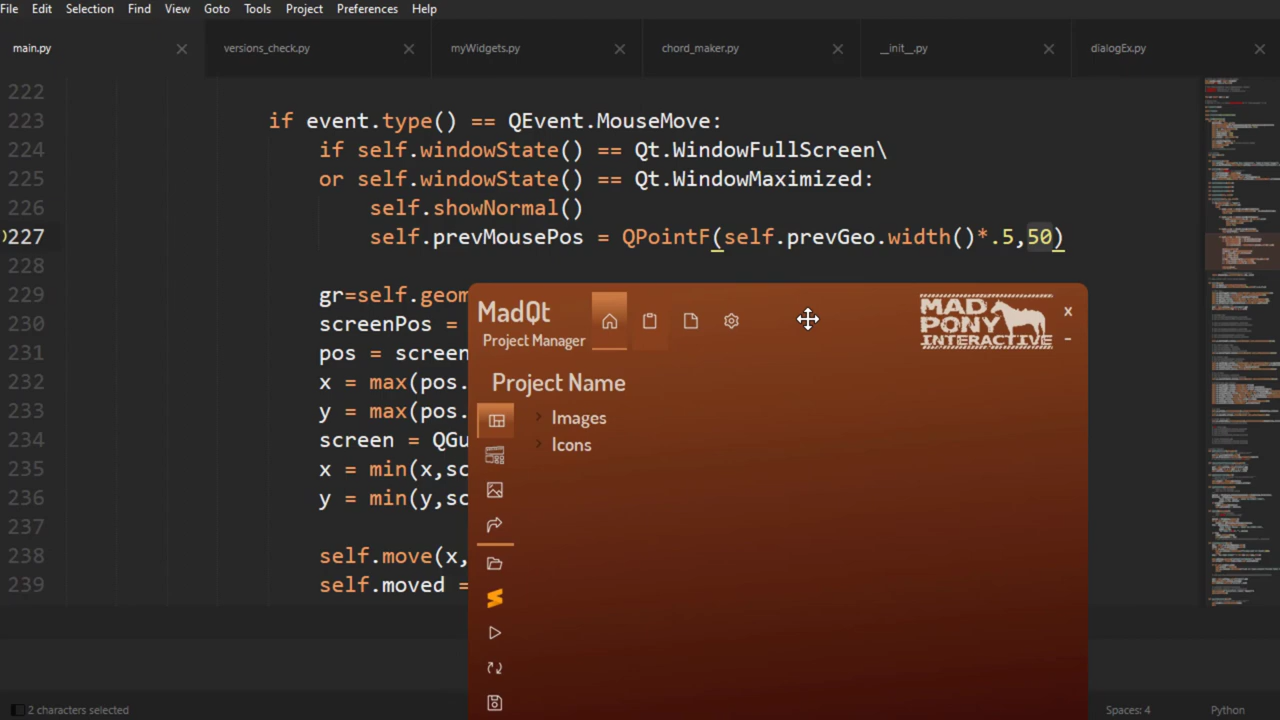 File Edit Selection Find View Goto Tools Project Preferences Help
main.py versions_check.py myWidgets.py chord_maker.py __init__.py dialogEx.py
222
223 if event.type() == QEvent.MouseMove:
224 if self.windowState() == Qt.WindowFullScreen\
225 or self.windowState() == Qt.WindowMaximized:
226 self.showNormal()
227 self.prevMousePos = QPointF(self.prevGeo.width()*.5,50)
228
229 gr=self.geom
230 screenPos =
231 pos = screen
232 x = max(pos.
233 y = max(pos.
234 screen = QGu
235 x = min(x,sc
236 y = min(y,sc
237
238 self.move(x,
239 self.moved =
MadQt
Project Manager
MAD
PONY
INTERACTIVE
x
-
Project Name
Images
Icons
2 characters selected Spaces: 4 Python